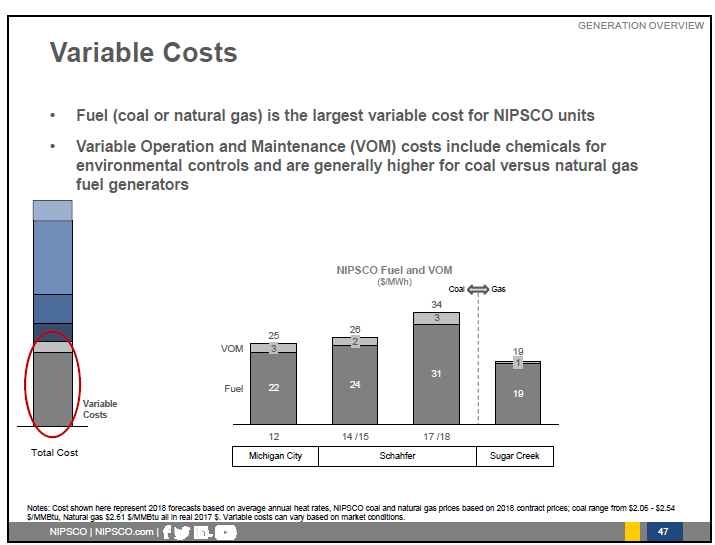 GENERATION OVERVIEW
Variable Costs
• Fuel (coal or natural gas) is the largest variable cost for NIPSCO units
• Variable Operation and Maintenance (VOM) costs include chemicals for
environmental controls and are generally higher for coal versus natural gas
fuel generators
NIPSCO Fuel and VOM
($/MWh)
Coal Gas
34
3
26
2
25
3
19
1
VOM
Fuel
22
24
31
19
Variable
Costs
Total Cost
12 14 /15 17 /18
Michigan City Schahfer Sugar Creek
Notes: Cost shown here represent 2018 forecasts based on average annual heat rates, NIPSCO coal and natural gas prices based on 2018 contract prices; coal range from $2.06 - $2.54
$/MMBtu, Natural gas $2.61 $/MMBtu all in real 2017 $. Variable costs can vary based on market conditions.
NIPSCO | NIPSCO.com | 47